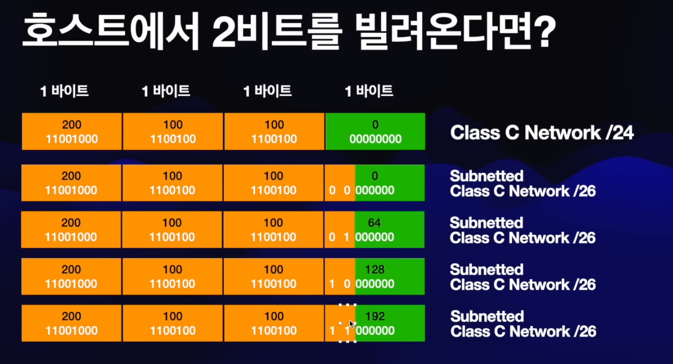 호스트에서 2비트를 빌려온다면?
1 바이트 1 바이트 1 바이트 1 바이트
200 100 100 0
11001000 1100100 1100100 00000000
Class C Network /24
200 100 100 0
11001000 1100100 1100100 0 0 000000
Subnetted
Class C Network /26
200 100 100 64
11001000 1100100 1100100 0 1 000000
Subnetted
Class C Network /26
200 100 100 128
11001000 1100100 1100100 1 0 000000
Subnetted
Class C Network /26
200 100 100 192
11001000 1100100 1100100 1 1 000000
Subnetted
Class C Network /26